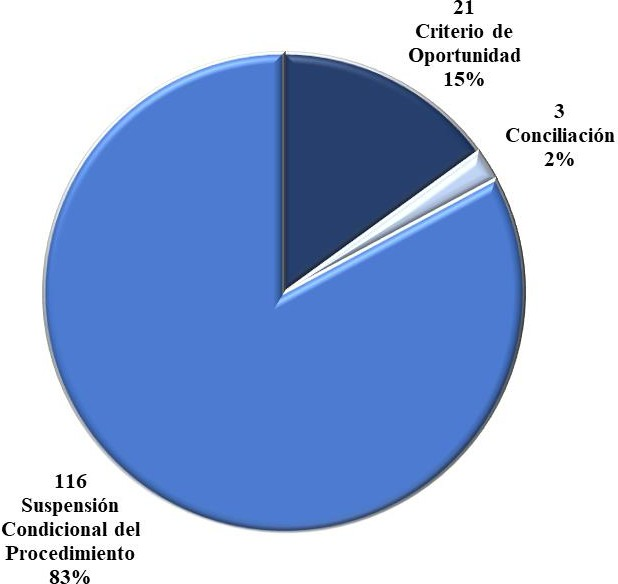 21
Criterio de
Oportunidad
15%
3
Conciliación
2%
116
Suspensión
Condicional del
Procedimiento
83%